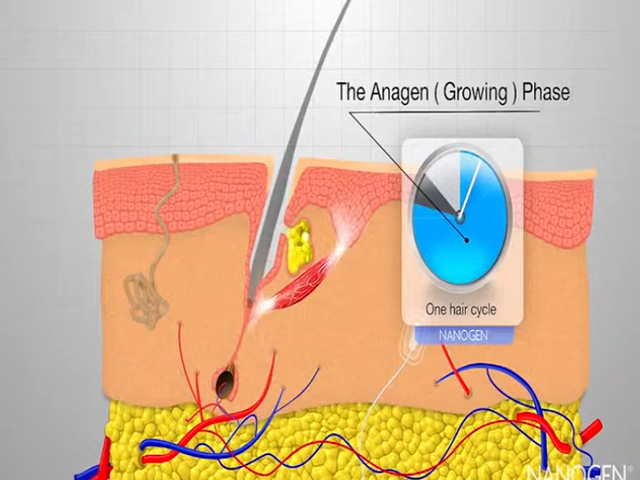 The Anagen ( Growing ) Phase
One hair cycle
NANOGEN
NANOGEN®